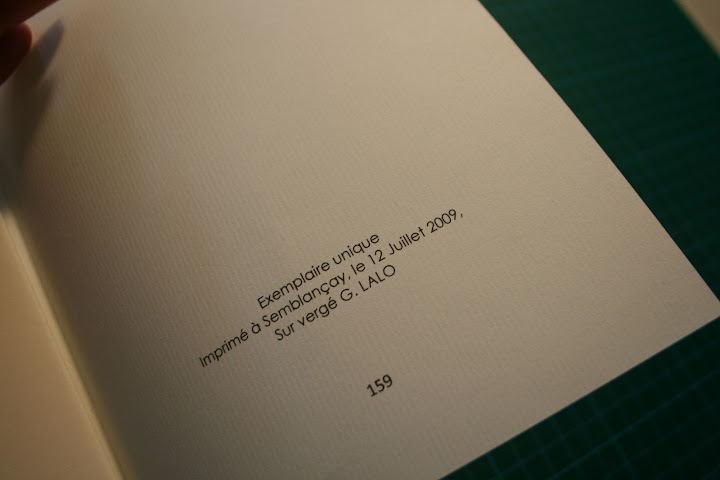 Exemplaire unique
Imprimé à Semblançay, le 12 Juillet 2009,
Sur vergé G. LALO
159